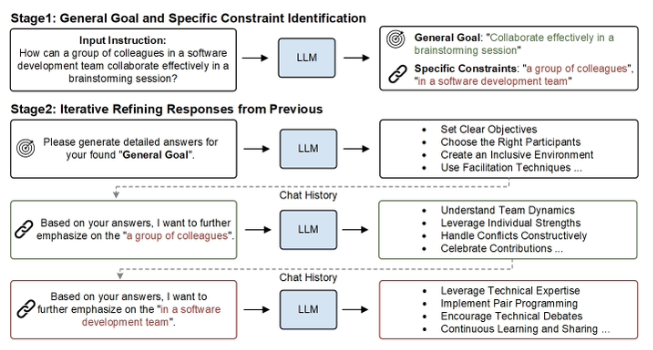 Stage1: General Goal and Specific Constraint Identification
Input Instruction:
How can a group of colleagues in a software
development team collaborate effectively in a
brainstorming session?
LLM
General Goal: "Collaborate effectively in a
brainstorming session"
Specific Constraints: "a group of colleagues",
"in a software development team"
Stage2: Iterative Refining Responses from Previous
Please generate detailed answers for
your found "General Goal".
LLM
• Set Clear Objectives
• Choose the Right Participants
• Create an Inclusive Environment
• Use Facilitation Techniques ...
Chat History
Based on your answers, I want to further
emphasize on the "a group of colleagues".
LLM
• Understand Team Dynamics
• Leverage Individual Strengths
• Handle Conflicts Constructively
• Celebrate Contributions ...
Chat History
Based on your answers, I want to
further emphasize on the "in a software
development team".
LLM
• Leverage Technical Expertise
• Implement Pair Programming
• Encourage Technical Debates
• Continuous Learning and Sharing ...